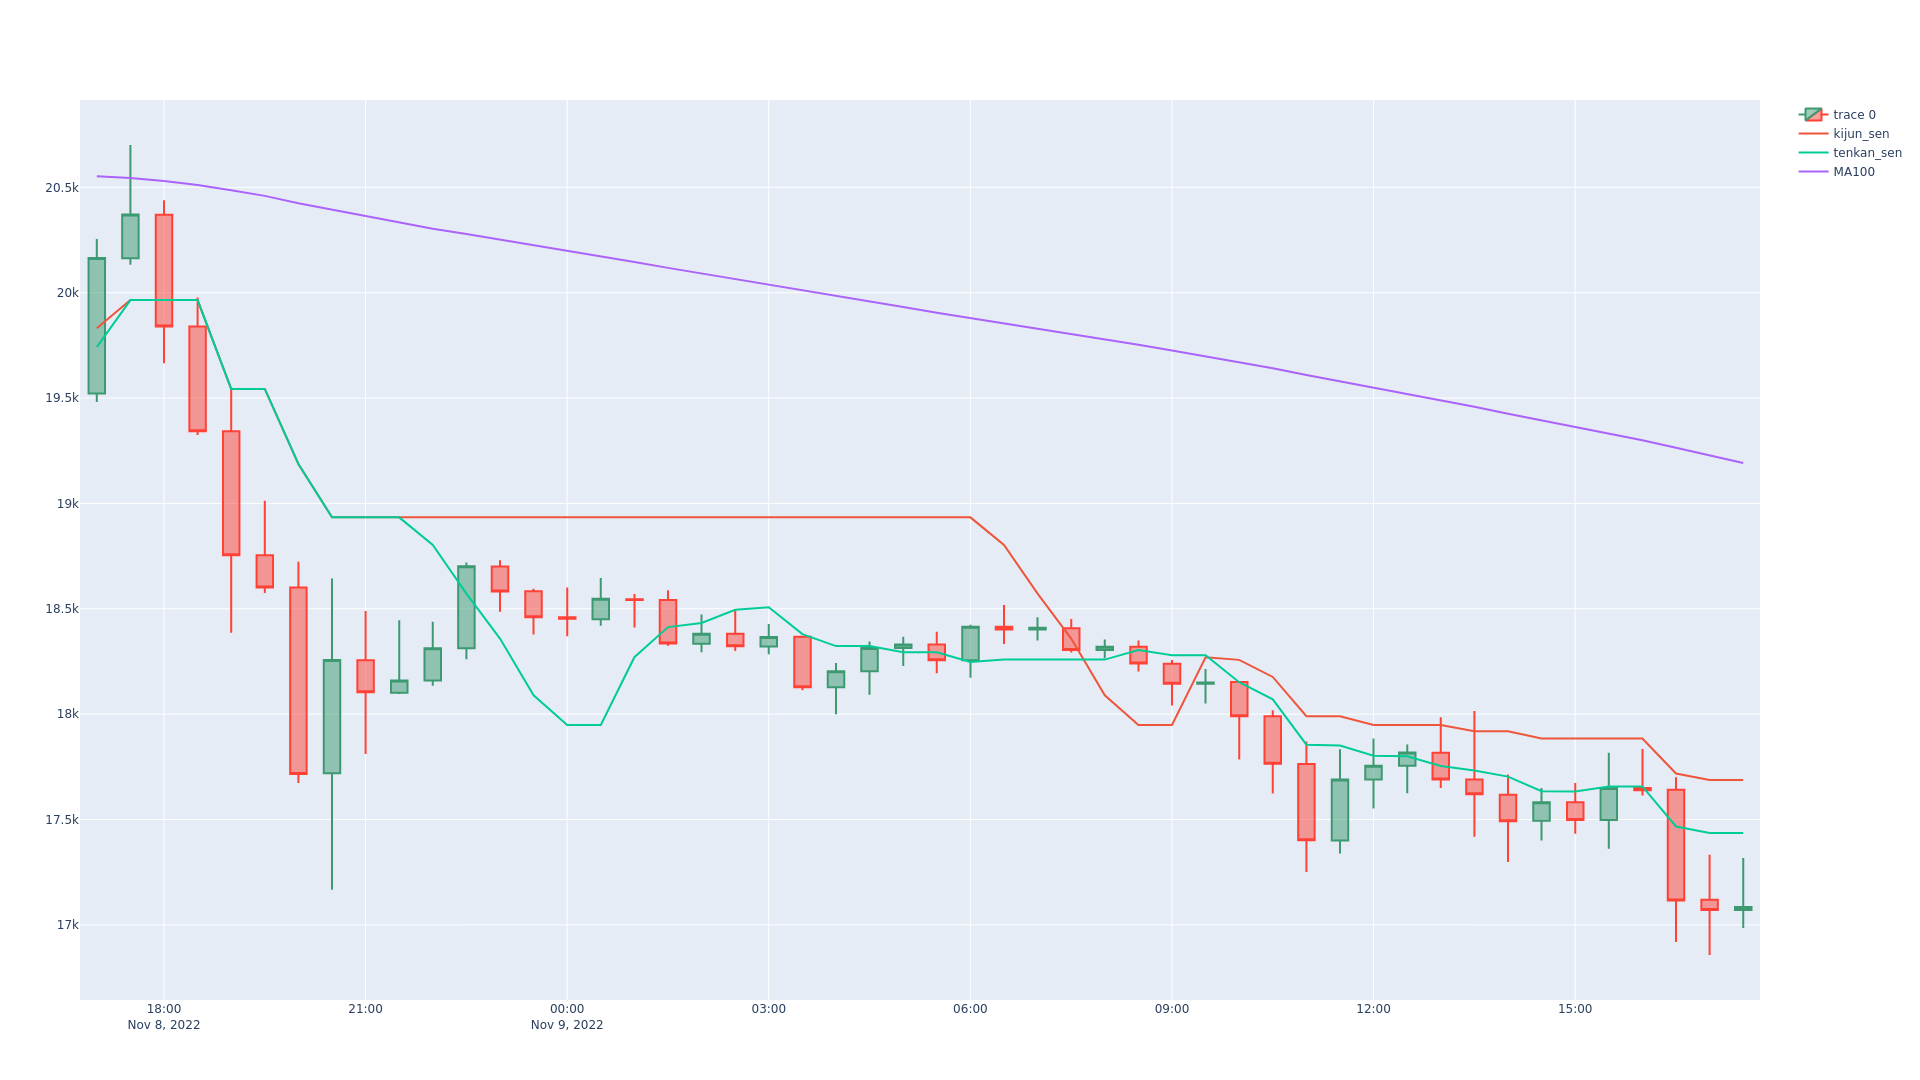 trace 0
kijun_sen
tenkan_sen
MA100
20.5k
20k
19.5k
19k
18.5k
18k
17.5k
17k
18:00 21:00 00:00 03:00 06:00 09:00 12:00 15:00
Nov 8, 2022 Nov 9, 2022